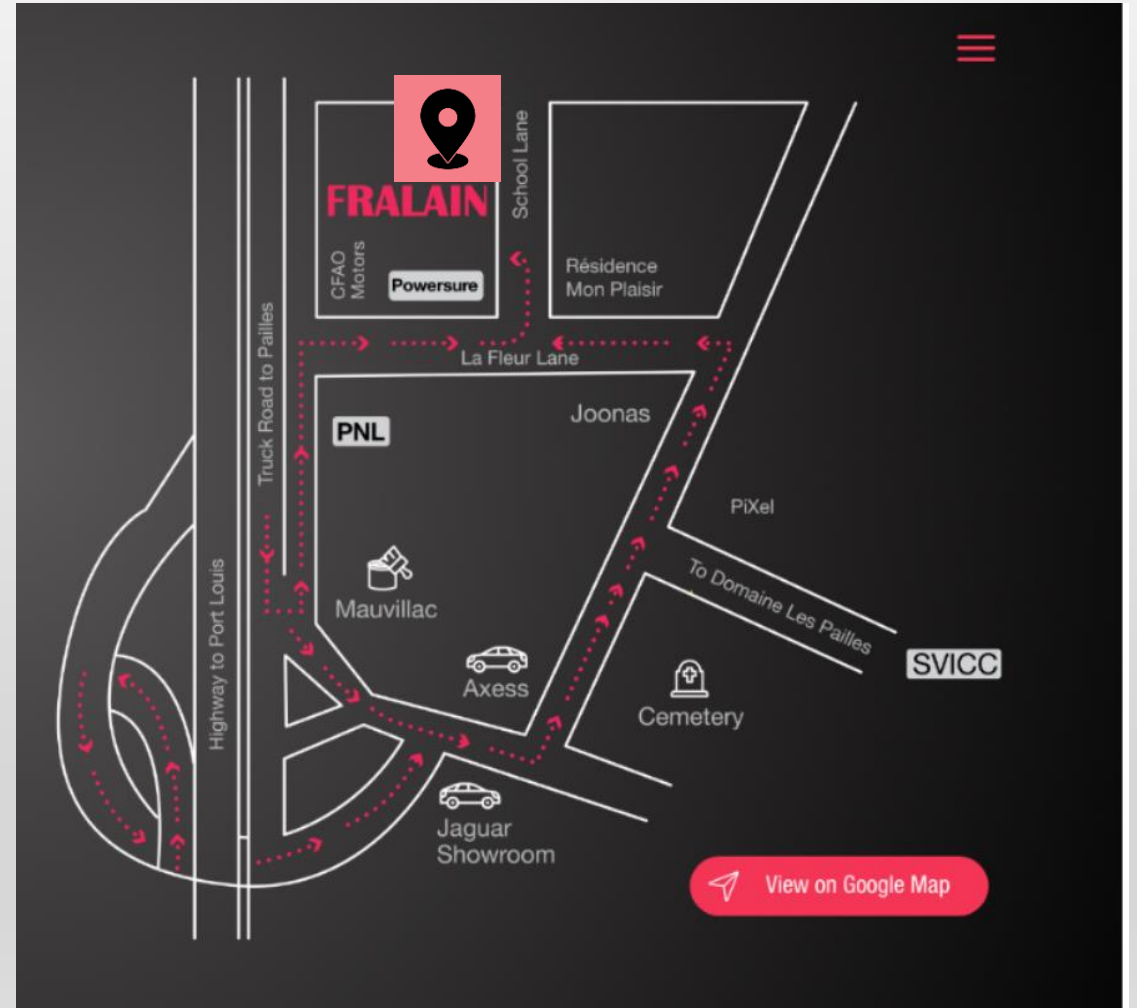 School Lane
FRALAIN
CFAO
Motors
Powersure
Résidence
Mon Plaisir
Truck Road to Pailles
La Fleur Lane
PNL
Joonas
PiXel
Highway to Port Louis
Mauvillac
To Domaine Les Pailles
SVICC
Axess
Cemetery
Jaguar
Showroom
View on Google Map